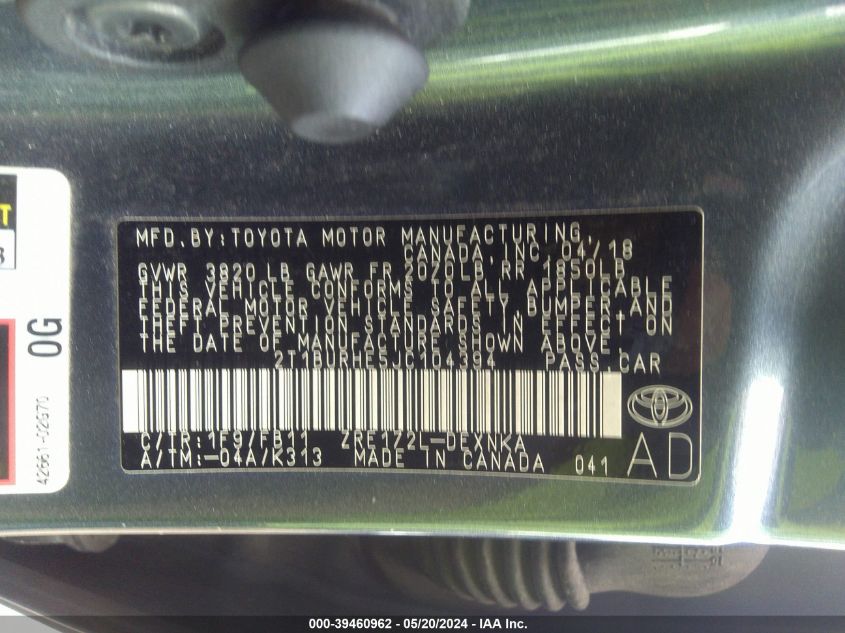 MFD. BY: TOYOTA MOTOR MANUFACTURING,
CANADA, INC. 04/18
GVWR 3820 LB GAWR FR 2020LB RR 1850LB
THIS VEHICLE CONFORMS TO ALL APPLICABLE
FEDERAL MOTOR VEHICLE SAFETY, BUMPER, AND
THEFT PREVENTION STANDARDS IN EFFECT ON
THE DATE OF MANUFACTURE SHOWN ABOVE.
2T1BURHE5JC104394 PASS. CAR
C/TR: 1F9/FB11 ZRE172L-DEXNKA
A/TM: -04A/K313 MADE IN CANADA 041
AD
0G
42661-02G70
T
000-39460962 | 05/20/2024 - IAA Inc.